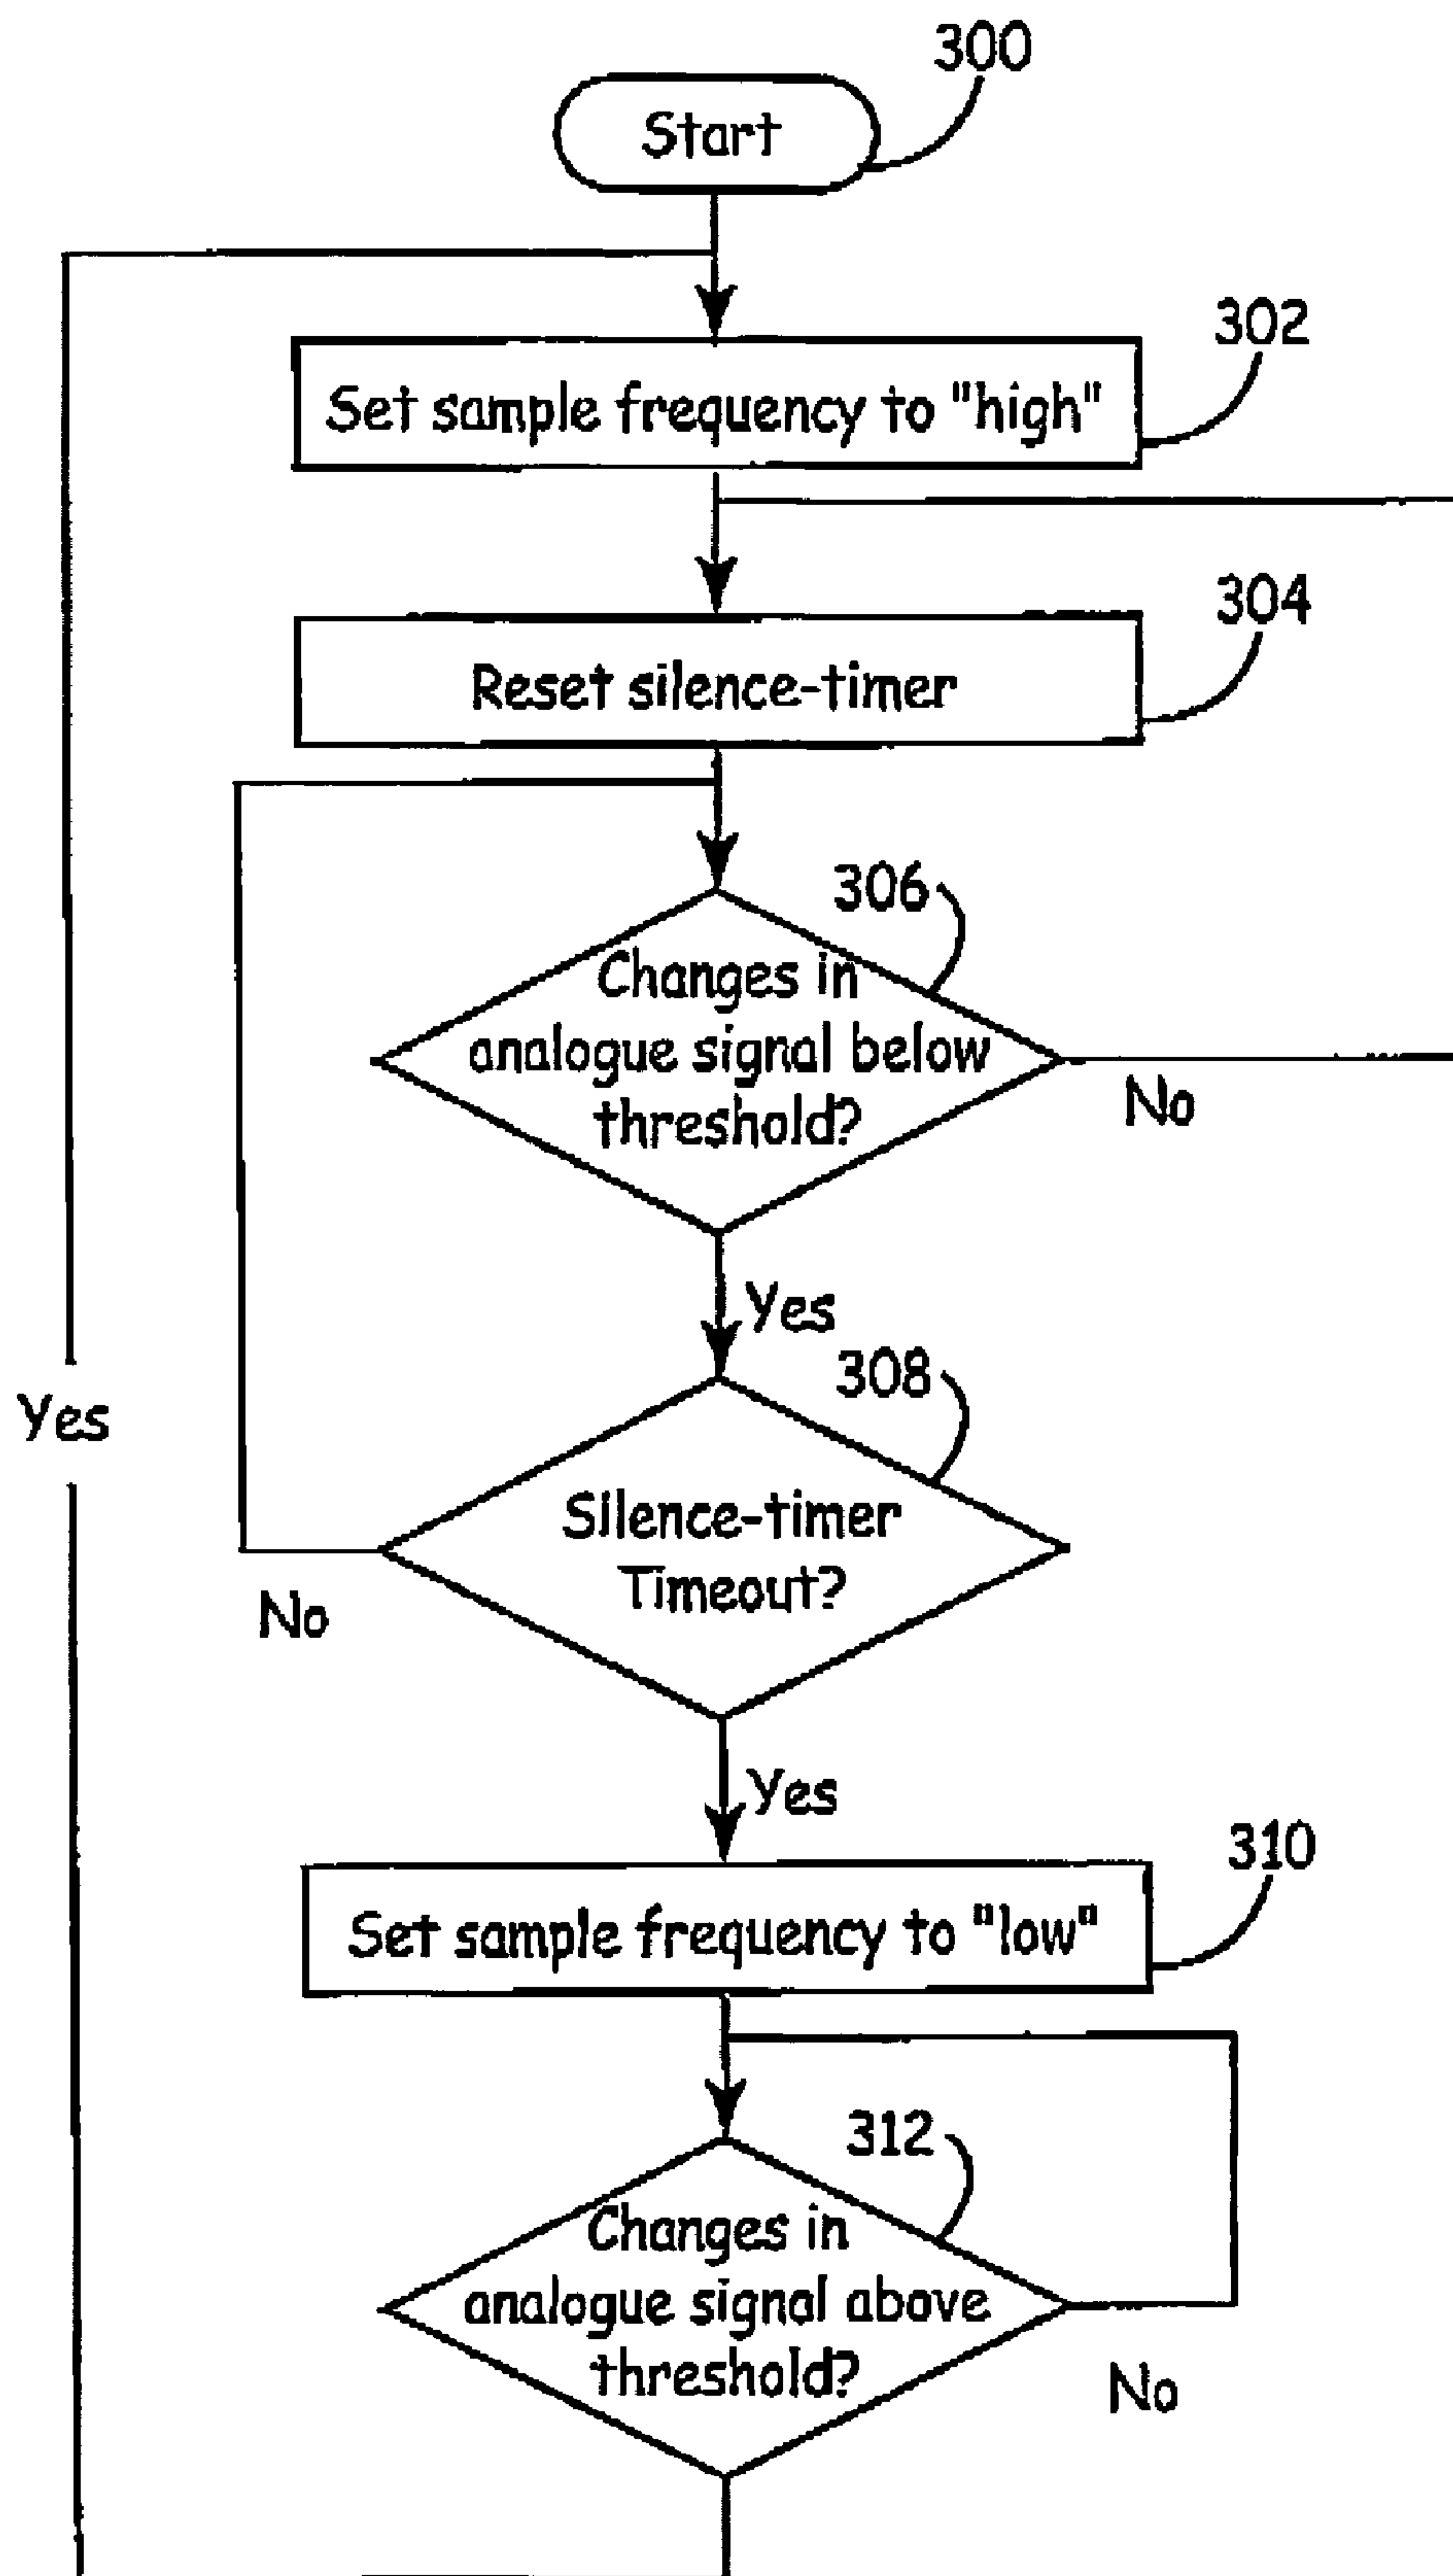 300
Start
302
Set sample frequency to "high"
304
Reset silence-timer
306
Changes in
analogue signal below
threshold?
No
Yes
308
Yes
Silence-timer
Timeout?
No
Yes
310
Set sample frequency to "low"
312
Changes in
analogue signal above
threshold?
No